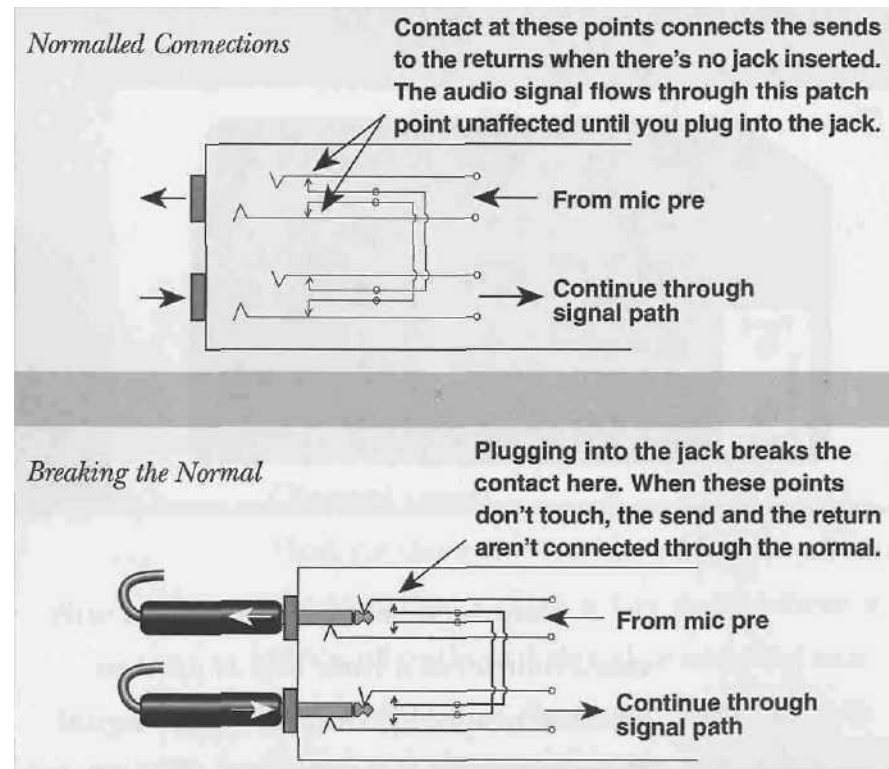 Normalled Connections
Contact at these points connects the sends
to the returns when there's no jack inserted.
The audio signal flows through this patch
point unaffected until you plug into the jack.
From mic pre
Continue through
signal path
Breaking the Normal
Plugging into the jack breaks the
contact here. When these points
don't touch, the send and the return
aren't connected through the normal.
From mic pre
Continue through
signal path